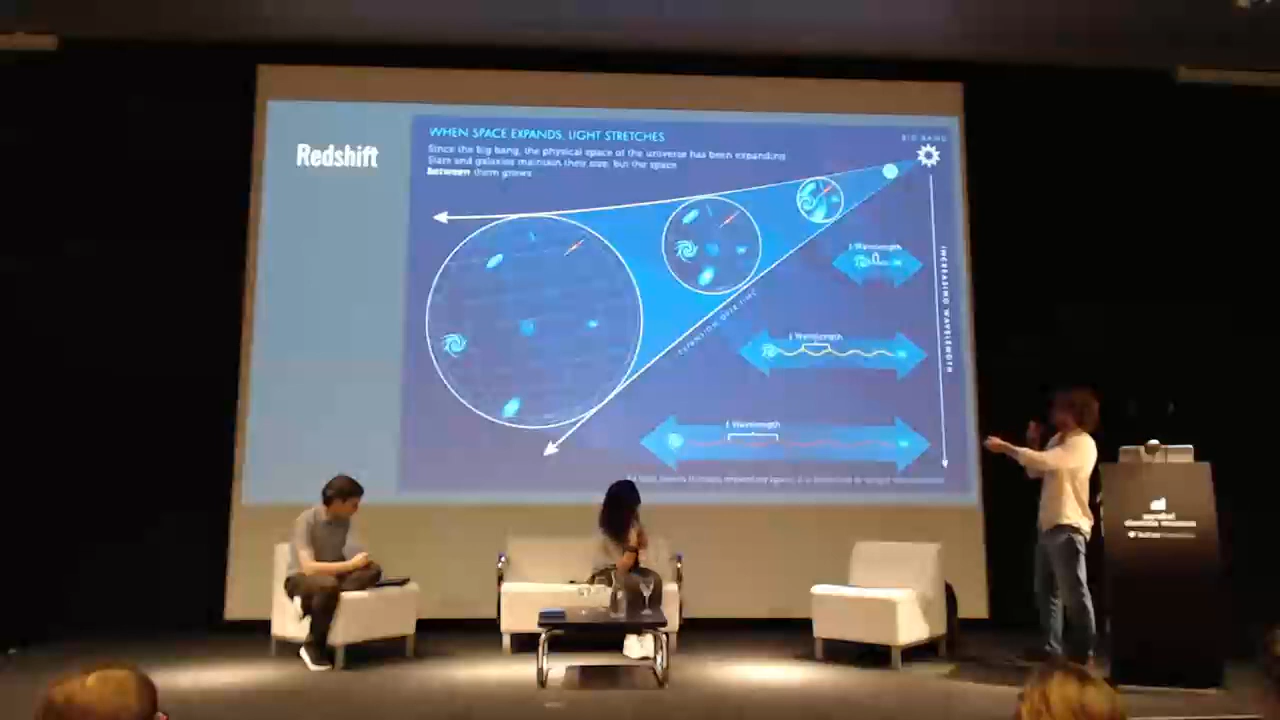 Redshift
WHEN SPACE EXPANDS, LIGHT STRETCHES
Since the big bang, the physical space of the universe has been expanding
Stars and galaxies maintain their size, but the space
between them grows
BIG BANG
1 Wavelength
INCREASING WAVELENGTH
EXPANSION OVER TIME
1 Wavelength
1 Wavelength